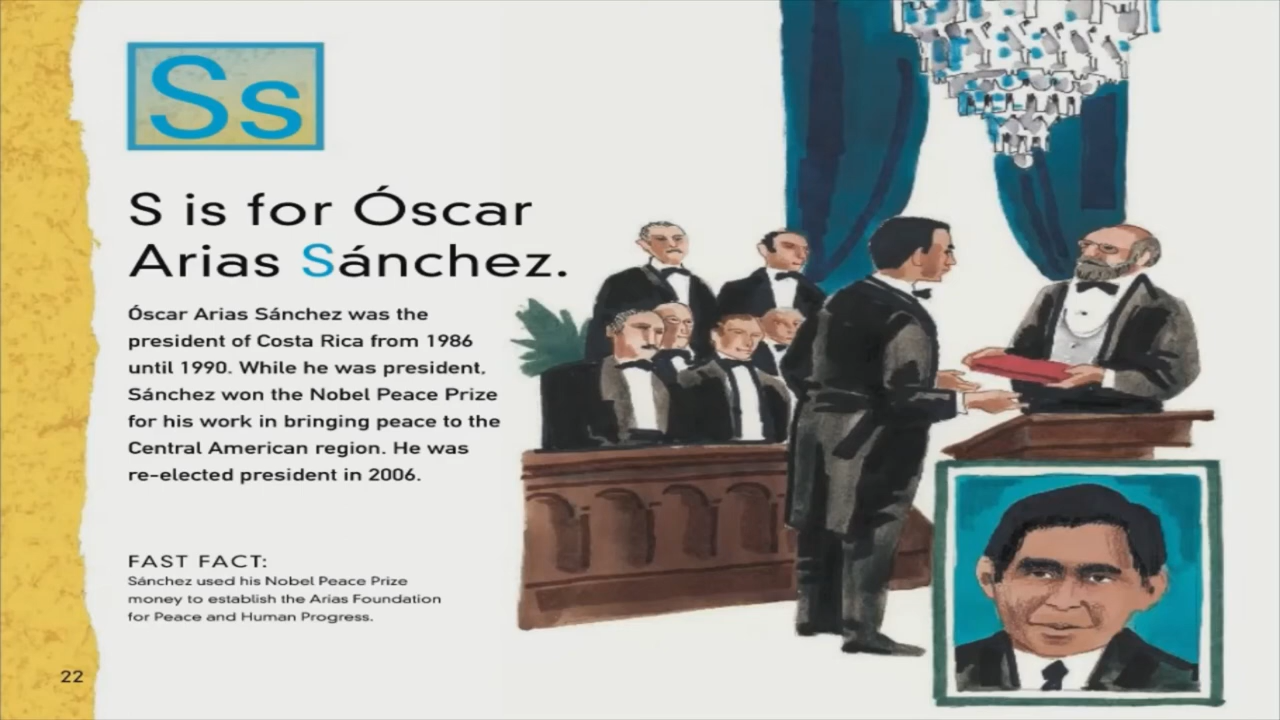 Ss
S is for Óscar
Arias Sánchez.
Óscar Arias Sánchez was the
president of Costa Rica from 1986
until 1990. While he was president,
Sánchez won the Nobel Peace Prize
for his work in bringing peace to the
Central American region. He was
re-elected president in 2006.
FAST FACT:
Sánchez used his Nobel Peace Prize
money to establish the Arias Foundation
for Peace and Human Progress.
22